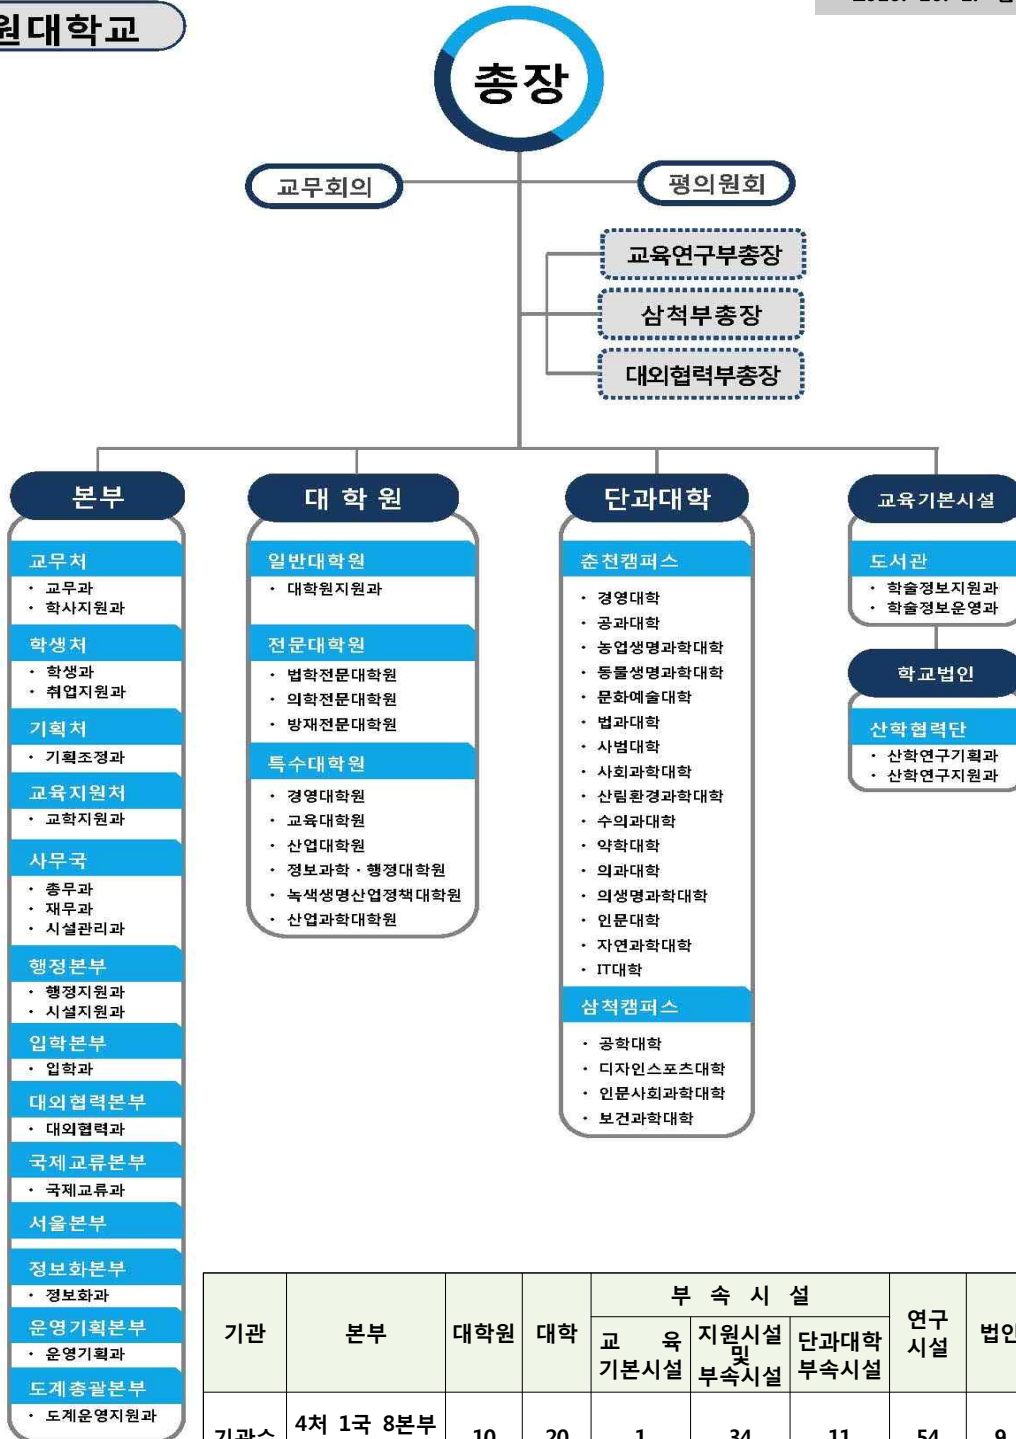 원대학교
총장
교무회의
평의원회
교육연구부총장
삼척부총장
대외협력부총장
본부
교무처
· 교무과
· 학사지원과
학생처
· 학생과
· 취업지원과
기획처
· 기획조정과
교육지원처
· 교학지원과
사무국
· 총무과
· 재무과
· 시설관리과
행정본부
· 행정지원과
· 시설지원과
입학본부
· 입학과
대외협력본부
· 대외협력과
국제교류본부
· 국제교류과
서울본부
정보화본부
· 정보화과
운영기획본부
· 운영기획과
도계총괄본부
· 도계운영지원과
대 학 원
일반대학원
· 대학원지원과
전문대학원
· 법학전문대학원
· 의학전문대학원
· 방재전문대학원
특수대학원
· 경영대학원
· 교육대학원
· 산업대학원
· 정보과학 · 행정대학원
· 녹색생명산업정책대학원
· 산업과학대학원
단과대학
춘천캠퍼스
· 경영대학
· 공과대학
· 농업생명과학대학
· 동물생명과학대학
· 문화예술대학
· 법과대학
· 사범대학
· 사회과학대학
· 산림환경과학대학
· 수의과대학
· 약학대학
· 의과대학
· 의생명과학대학
· 인문대학
· 자연과학대학
· IT대학
삼척캠퍼스
· 공학대학
· 디자인스포츠대학
· 인문사회과학대학
· 보건과학대학
교육기본시설
도서관
· 학술정보지원과
· 학술정보운영과
학교법인
산학협력단
· 산학연구기획과
· 산학연구지원과
기관 본부 대학원 대학 부 속 시 설 연구시설 법인
교 육 기본시설 지원시설 및 부속시설 단과대학 부속시설
기관수 4처 1국 8본부 10 20 1 34 11 54 9